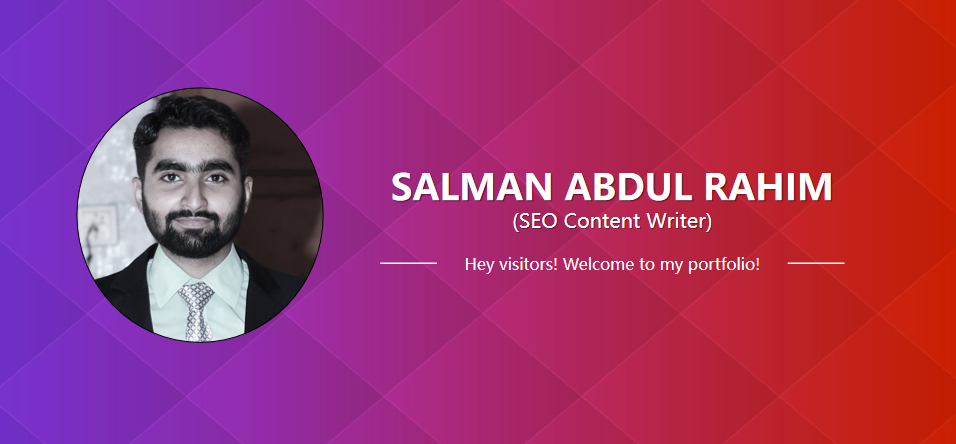 SALMAN ABDUL RAHIM
(SEO Content Writer)
Hey visitors! Welcome to my portfolio!